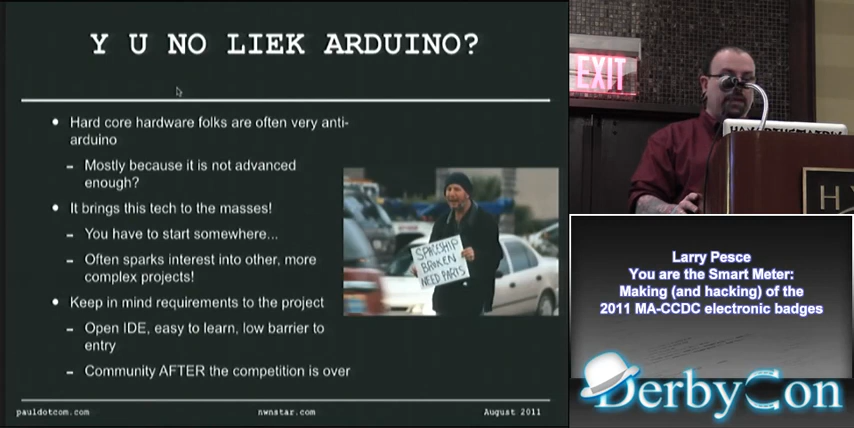 Y U NO LIEK ARDUINO?
• Hard core hardware folks are often very anti-
arduino
– Mostly because it is not advanced
enough?
• It brings this tech to the masses!
– You have to start somewhere...
– Often sparks interest into other, more
complex projects!
• Keep in mind requirements to the project
– Open IDE, easy to learn, low barrier to
entry
– Community AFTER the competition is over
SPACESHIP
BROKEN
NEED PARTS
pauldotcom.com
nwnstar.com
August 2011
EXIT
HY
Larry Pesce
You are the Smart Meter:
Making (and hacking) of the
2011 MA-CCDC electronic badges
DerbyCon